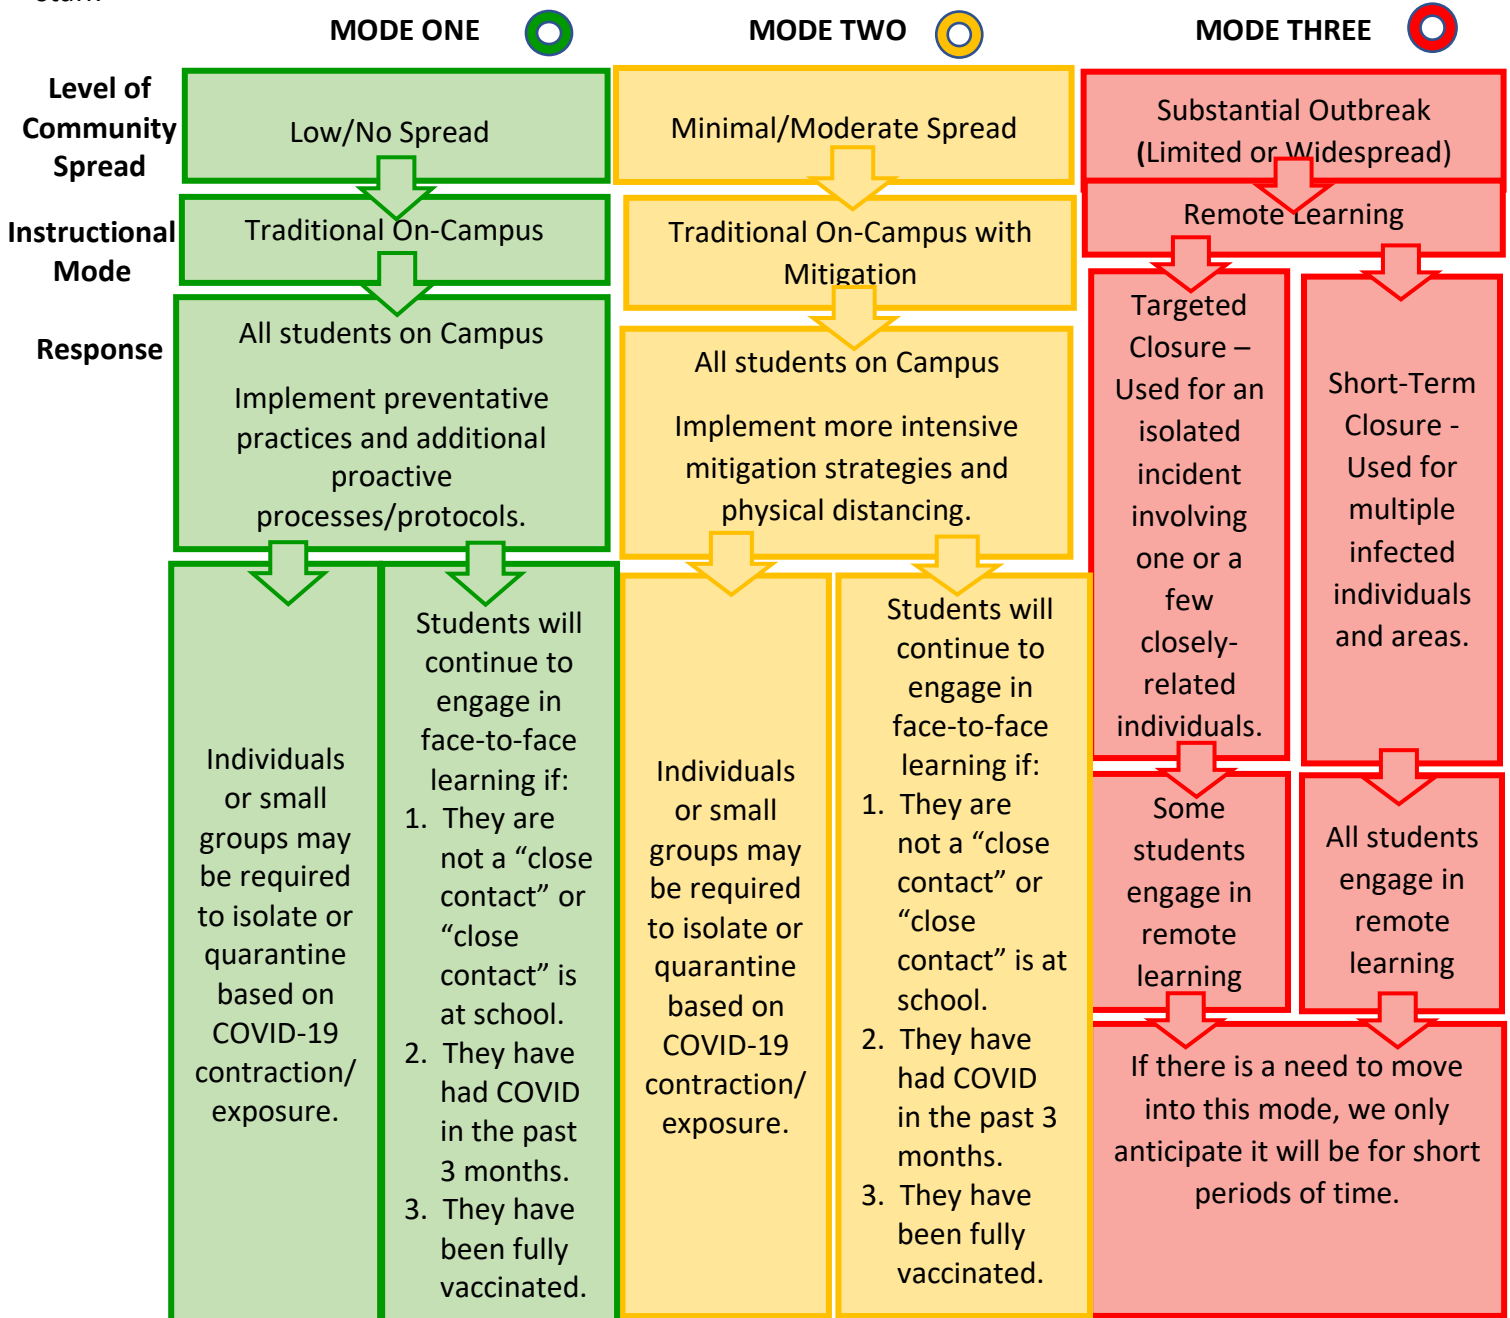 MODE ONE
MODE TWO
MODE THREE
Level of
Community
Spread
Low/No Spread
Minimal/Moderate Spread
Substantial Outbreak
(Limited or Widespread)
Instructional
Mode
Traditional On-Campus
Traditional On-Campus with
Mitigation
Remote Learning
Response
All students on Campus
Implement preventative
practices and additional
proactive
processes/protocols.
All students on Campus
Implement more intensive
mitigation strategies and
physical distancing.
Targeted
Closure –
Used for an
isolated
incident
involving
one or a
few
closely-
related
individuals.
Short-Term
Closure -
Used for
multiple
infected
individuals
and areas.
Individuals
or small
groups may
be required
to isolate or
quarantine
based on
COVID-19
contraction/
exposure.
Students will
continue to
engage in
face-to-face
learning if:
1. They are
not a “close
contact” or
“close
contact” is
at school.
2. They have
had COVID
in the past
3 months.
3. They have
been fully
vaccinated.
Individuals
or small
groups may
be required
to isolate or
quarantine
based on
COVID-19
contraction/
exposure.
Students will
continue to
engage in
face-to-face
learning if:
1. They are
not a “close
contact” or
“close
contact” is at
school.
2. They have
had COVID
in the past 3
months.
3. They have
been fully
vaccinated.
Some
students
engage in
remote
learning
All students
engage in
remote
learning
If there is a need to move
into this mode, we only
anticipate it will be for short
periods of time.